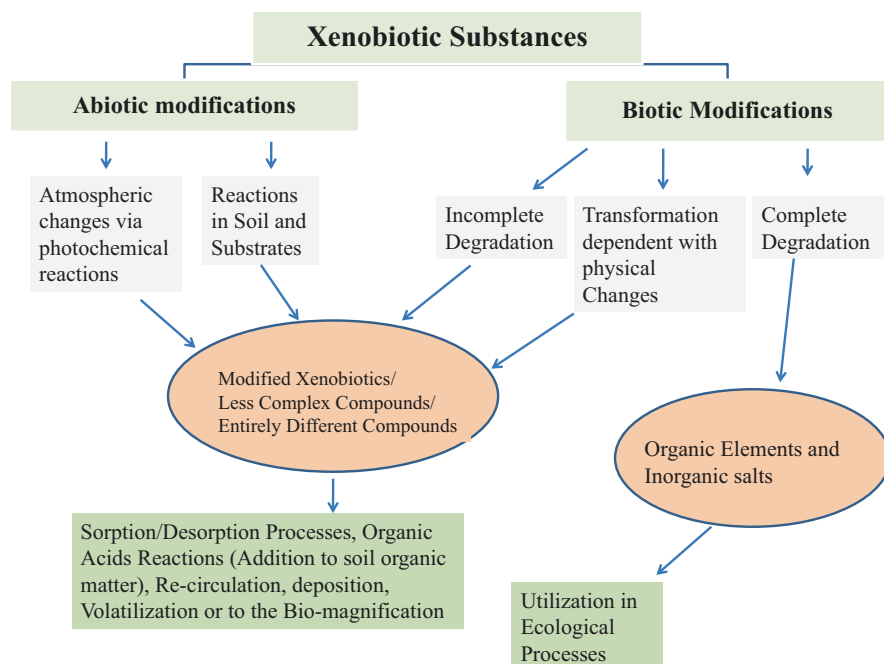 Xenobiotic Substances
Abiotic modifications
Biotic Modifications
Atmospheric
changes via
photochemical
reactions
Reactions
in Soil and
Substrates
Incomplete
Degradation
Transformation
dependent with
physical
Changes
Complete
Degradation
Modified Xenobiotics/
Less Complex Compounds/
Entirely Different Compounds
Organic Elements and
Inorganic salts
Sorption/Desorption Processes, Organic
Acids Reactions (Addition to soil organic
matter), Re-circulation, deposition,
Volatilization or to the Bio-magnification
Utilization in
Ecological
Processes